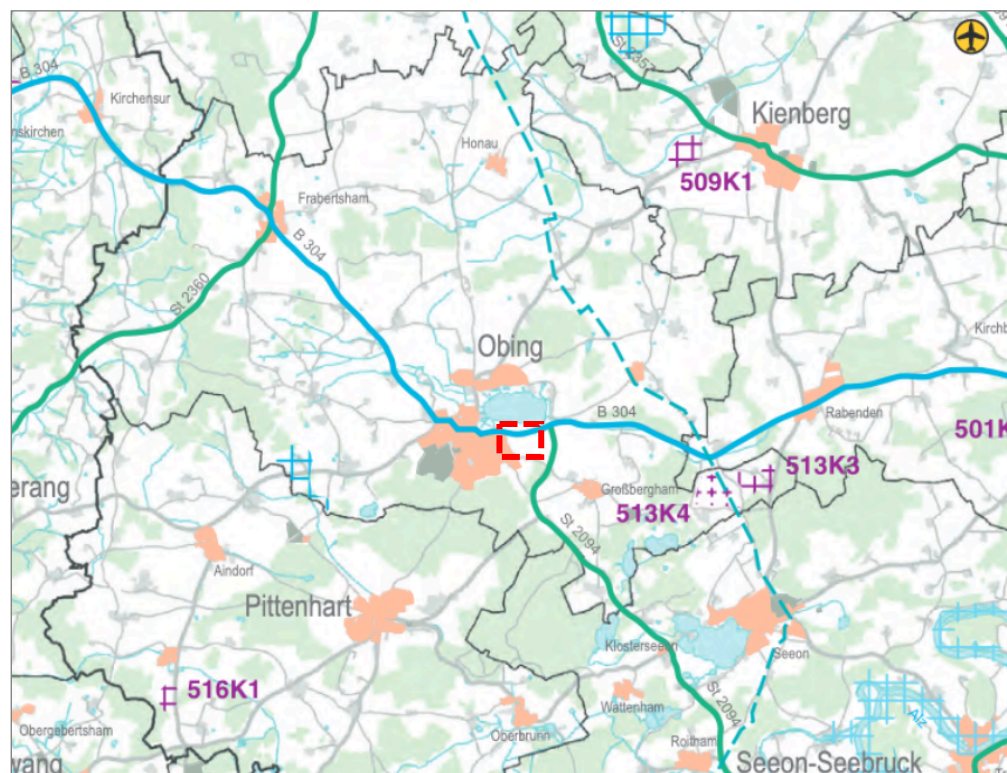 B 304
Kirchensur
nskirchen
St 2357
Kienberg
Honau
509K1
Frabertsham
B 304
St 2360
Obing
Kirchb
B 304
Rabenden
501K
erang
513K3
Großbergham
513K4
St 2094
Aindorf
Pittenhart
Klosterseeon
Seeon
516K1
St 2094
Wattenham
Alz
Obergebertsham
Oberbrunn
Roitham
wang
Seeon-Seebruck